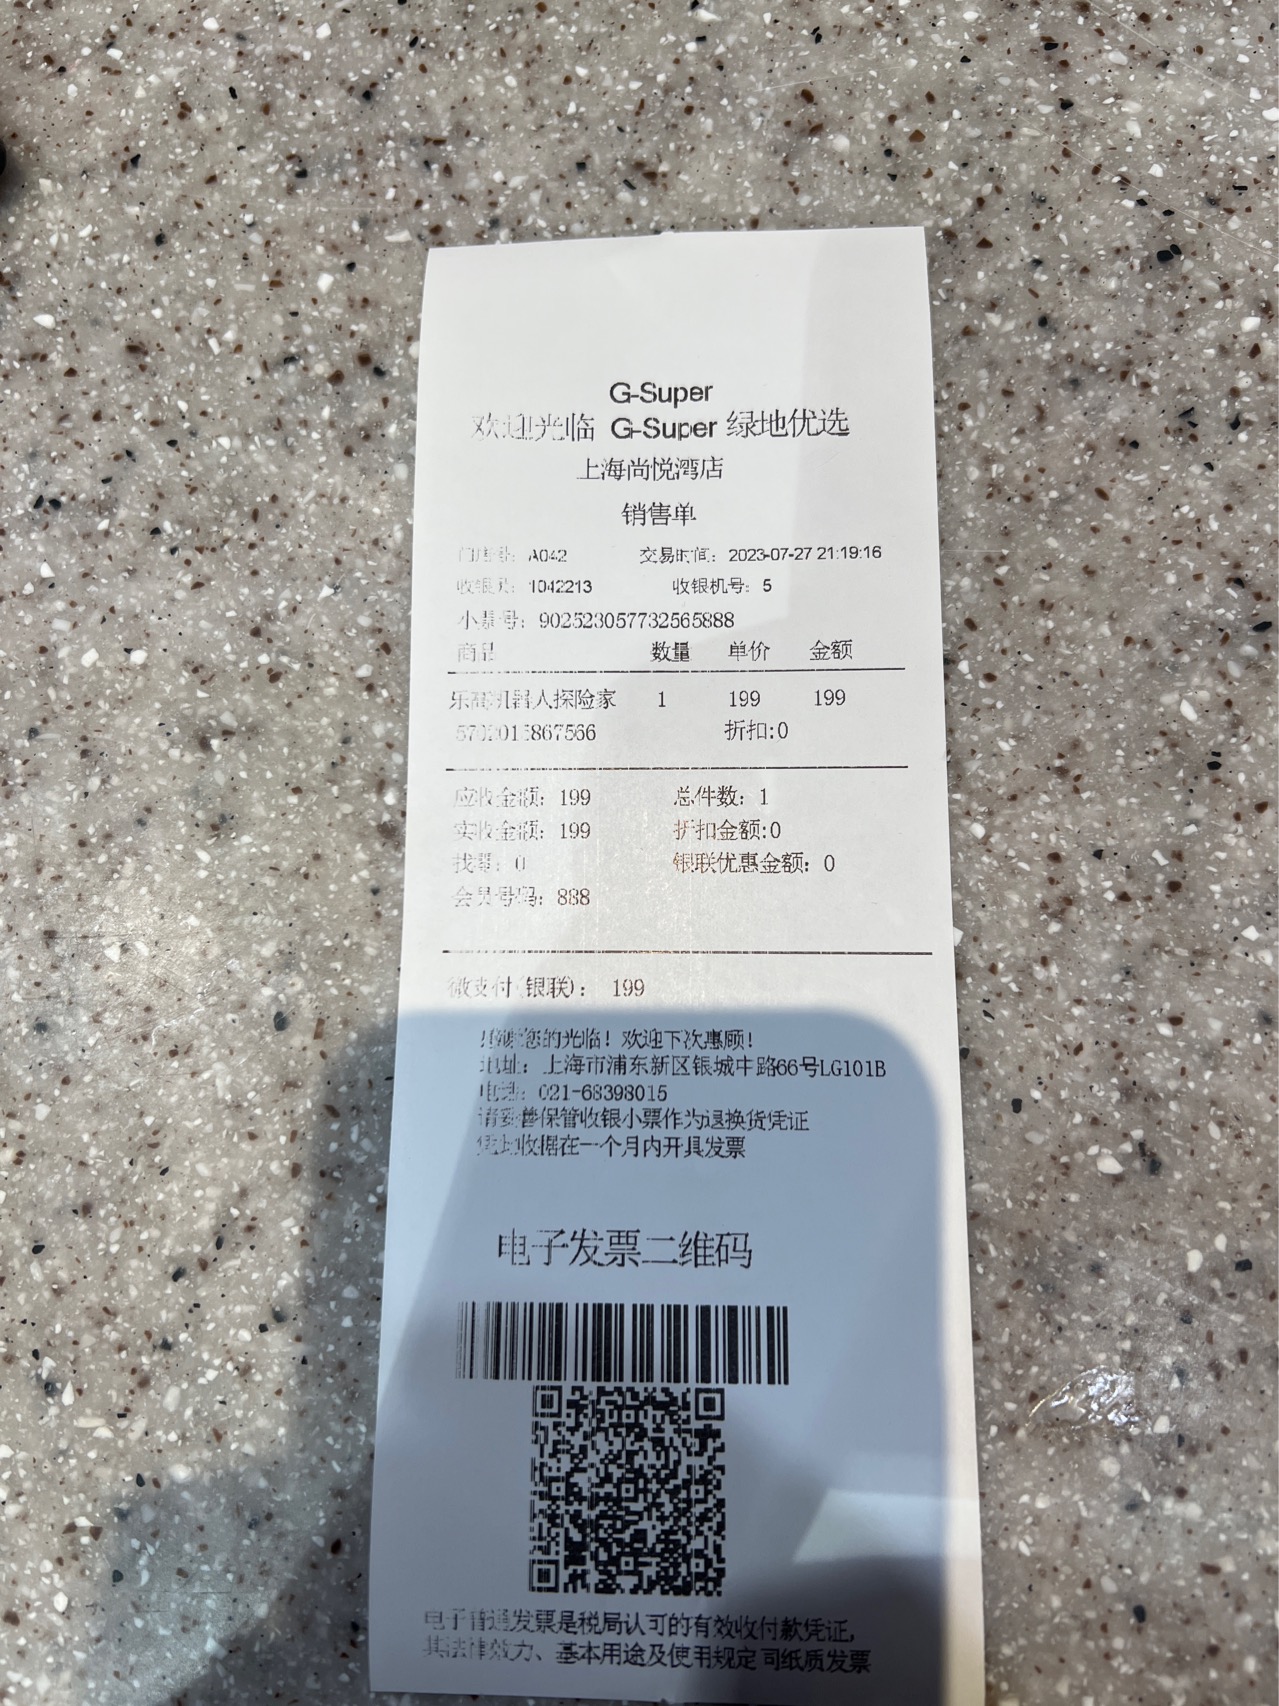 G-Super
欢迎光临 G-Super 绿地优选
上海尚悦湾店
销售单
门店号: A042 交易时间: 2023-07-27 21:19:16
收银员: 1042213 收银机号: 5
小票号: 902523057732565888
商品 数量 单价 金额
乐高机器人探险家 1 199 199
5702015867566 折扣:0
应收金额: 199 总件数: 1
实收金额: 199 折扣金额:0
找零: 0 银联优惠金额: 0
会员号码: 888
微支付(银联): 199
感谢您的光临! 欢迎下次惠顾!
地址: 上海市浦东新区银城中路66号LG101B
电话: 021-68398015
请妥善保管收银小票作为退换货凭证
凭此收据在一个月内开具发票
电子发票二维码
电子普通发票是税局认可的有效收付款凭证,
其法律效力、基本用途及使用规定同纸质发票